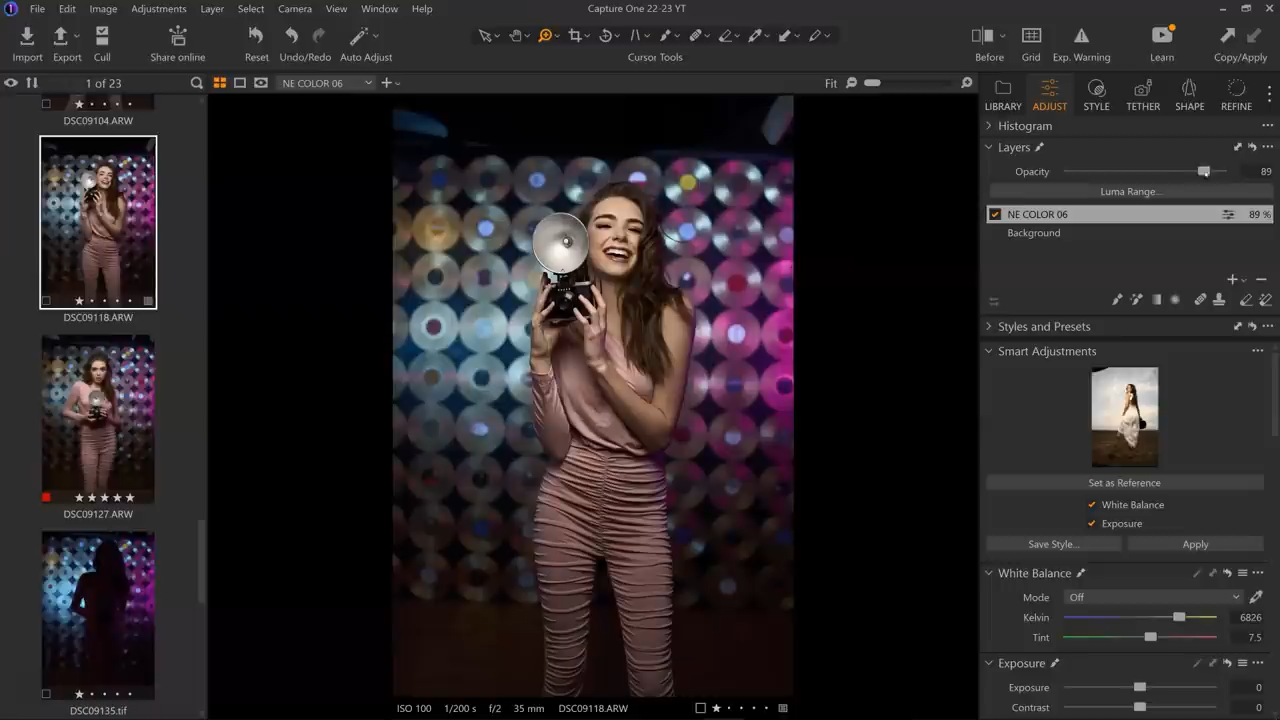 File Edit Image Adjustments Layer Select Camera View Window Help
Capture One 22-23 YT
Import Export Cull Share online Reset Undo/Redo Auto Adjust
Cursor Tools
Before Grid Exp. Warning Learn Copy/Apply
1 of 23
NE COLOR 06
Fit
LIBRARY ADJUST STYLE TETHER SHAPE REFINE
DSC09104.ARW
DSC09118.ARW
DSC09127.ARW
DSC09135.tif
ISO 100 1/200 s f/2 35 mm DSC09118.ARW
Histogram
Layers
Opacity 89
Luma Range...
NE COLOR 06 89 %
Background
Styles and Presets
Smart Adjustments
Set as Reference
White Balance
Exposure
Save Style... Apply
White Balance
Mode Off
Kelvin 6826
Tint 7.5
Exposure
Exposure 0
Contrast 0